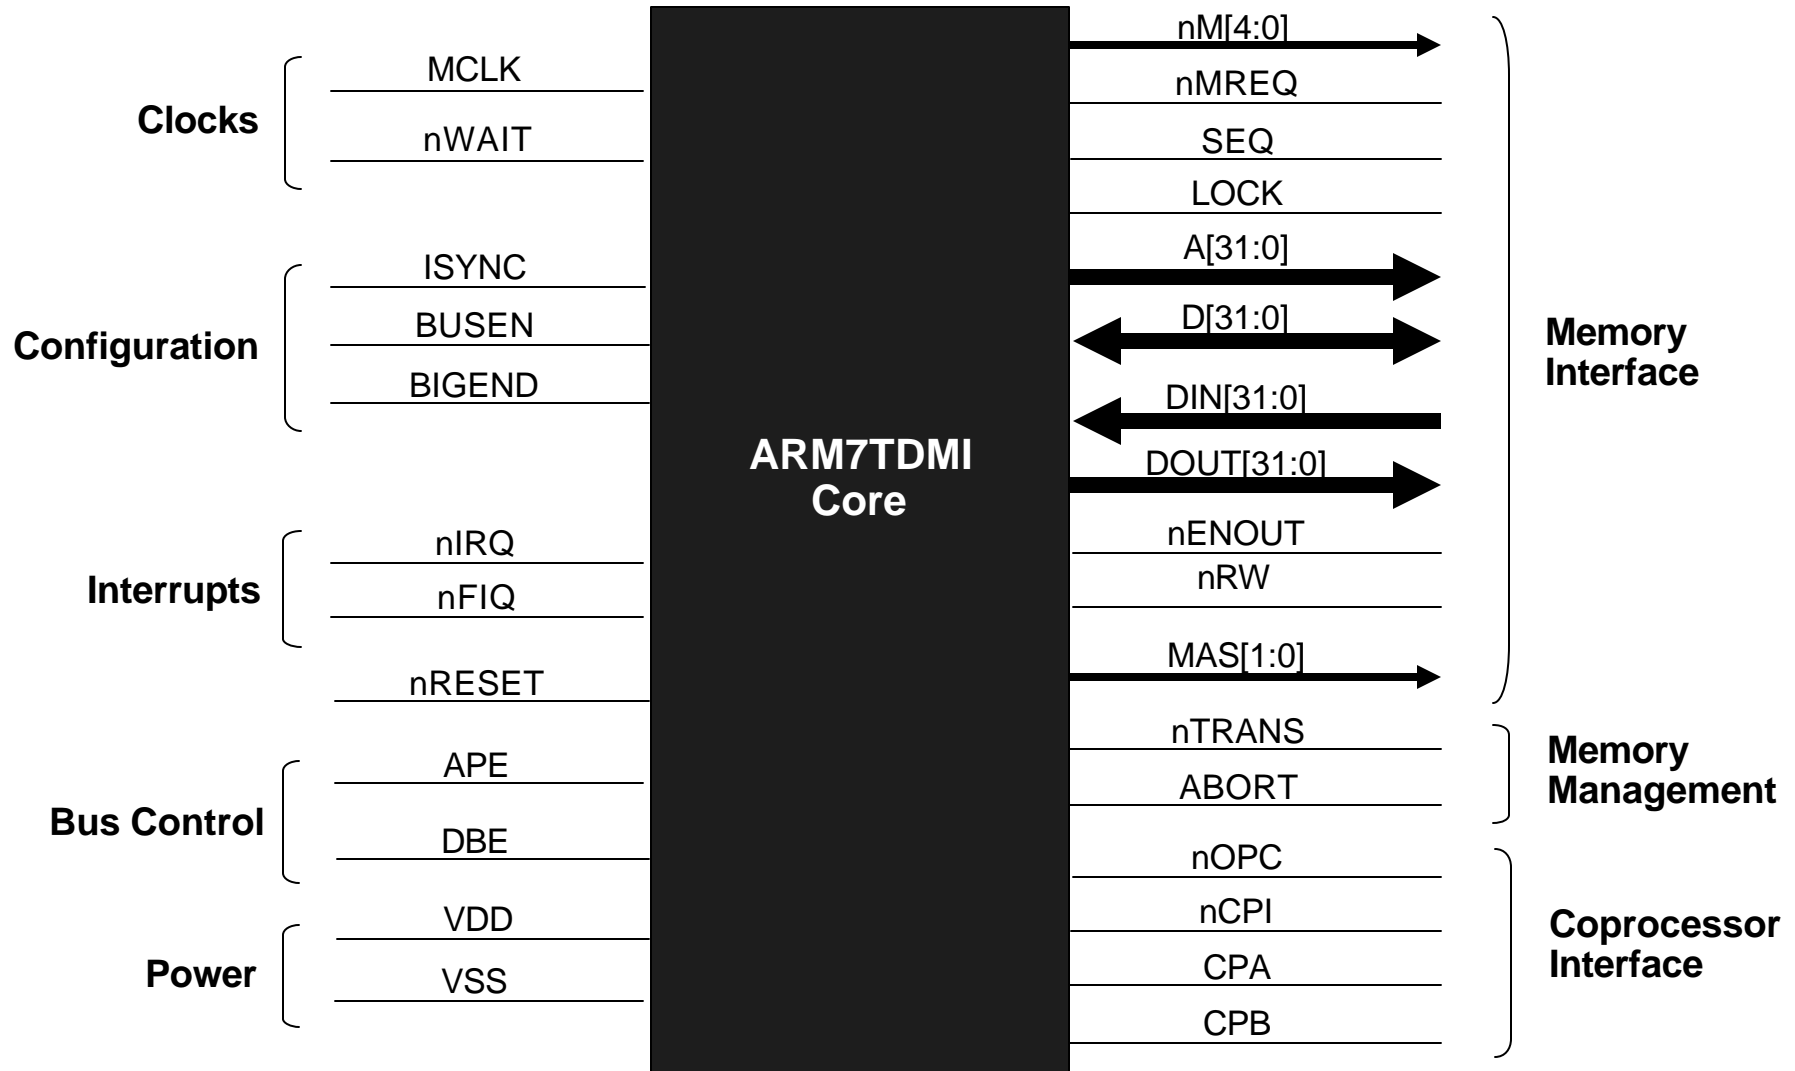 Clocks
MCLK
nWAIT
Configuration
ISYNC
BUSEN
BIGEND
Interrupts
nIRQ
nFIQ
nRESET
Bus Control
APE
DBE
Power
VDD
VSS
ARM7TDMI
Core
nM[4:0]
nMREQ
SEQ
LOCK
A[31:0]
D[31:0]
DIN[31:0]
DOUT[31:0]
nENOUT
nRW
MAS[1:0]
Memory
Interface
nTRANS
ABORT
Memory
Management
nOPC
nCPI
CPA
CPB
Coprocessor
Interface